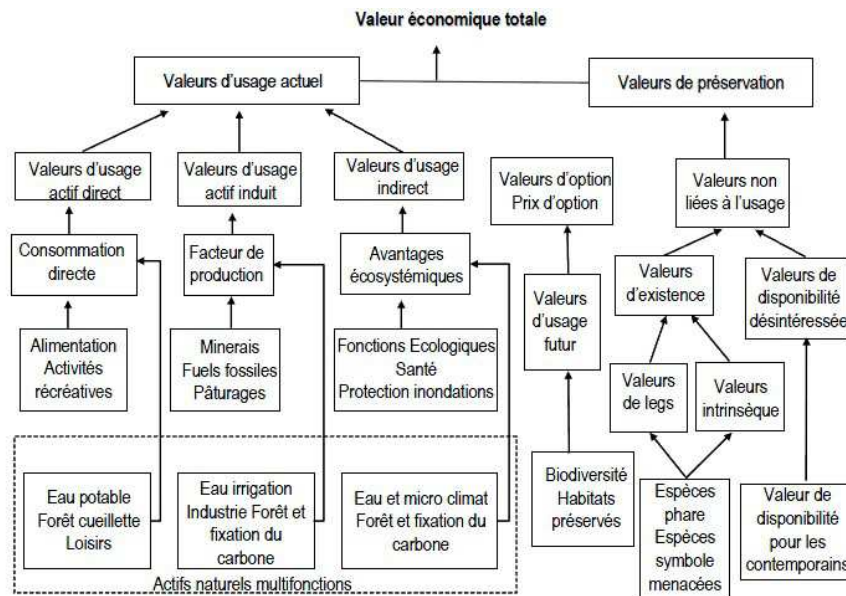 Valeur économique totale
Valeurs d'usage actuel
Valeurs de préservation
Valeurs d'usage
actif direct
Valeurs d'usage
actif induit
Valeurs d'usage
indirect
Valeurs d'option
Prix d'option
Valeurs non
liées à l'usage
Consommation
directe
Facteur de
production
Avantages
écosystémiques
Valeurs
d'usage
futur
Valeurs
d'existence
Valeurs de
disponibilité
désintéressée
Alimentation
Activités
récréatives
Minerais
Fuels fossiles
Pâturages
Fonctions Ecologiques
Santé
Protection inondations
Valeurs
de legs
Valeurs
intrinsèque
Eau potable
Forêt cueillette
Loisirs
Eau irrigation
Industrie Forêt et
fixation du
carbone
Eau et micro climat
Forêt et fixation du
carbone
Biodiversité
Habitats
préservés
Espèces
phare
Espèces
symbole
menacées
Valeur de
disponibilité
pour les
contemporains
Actifs naturels multifonctions